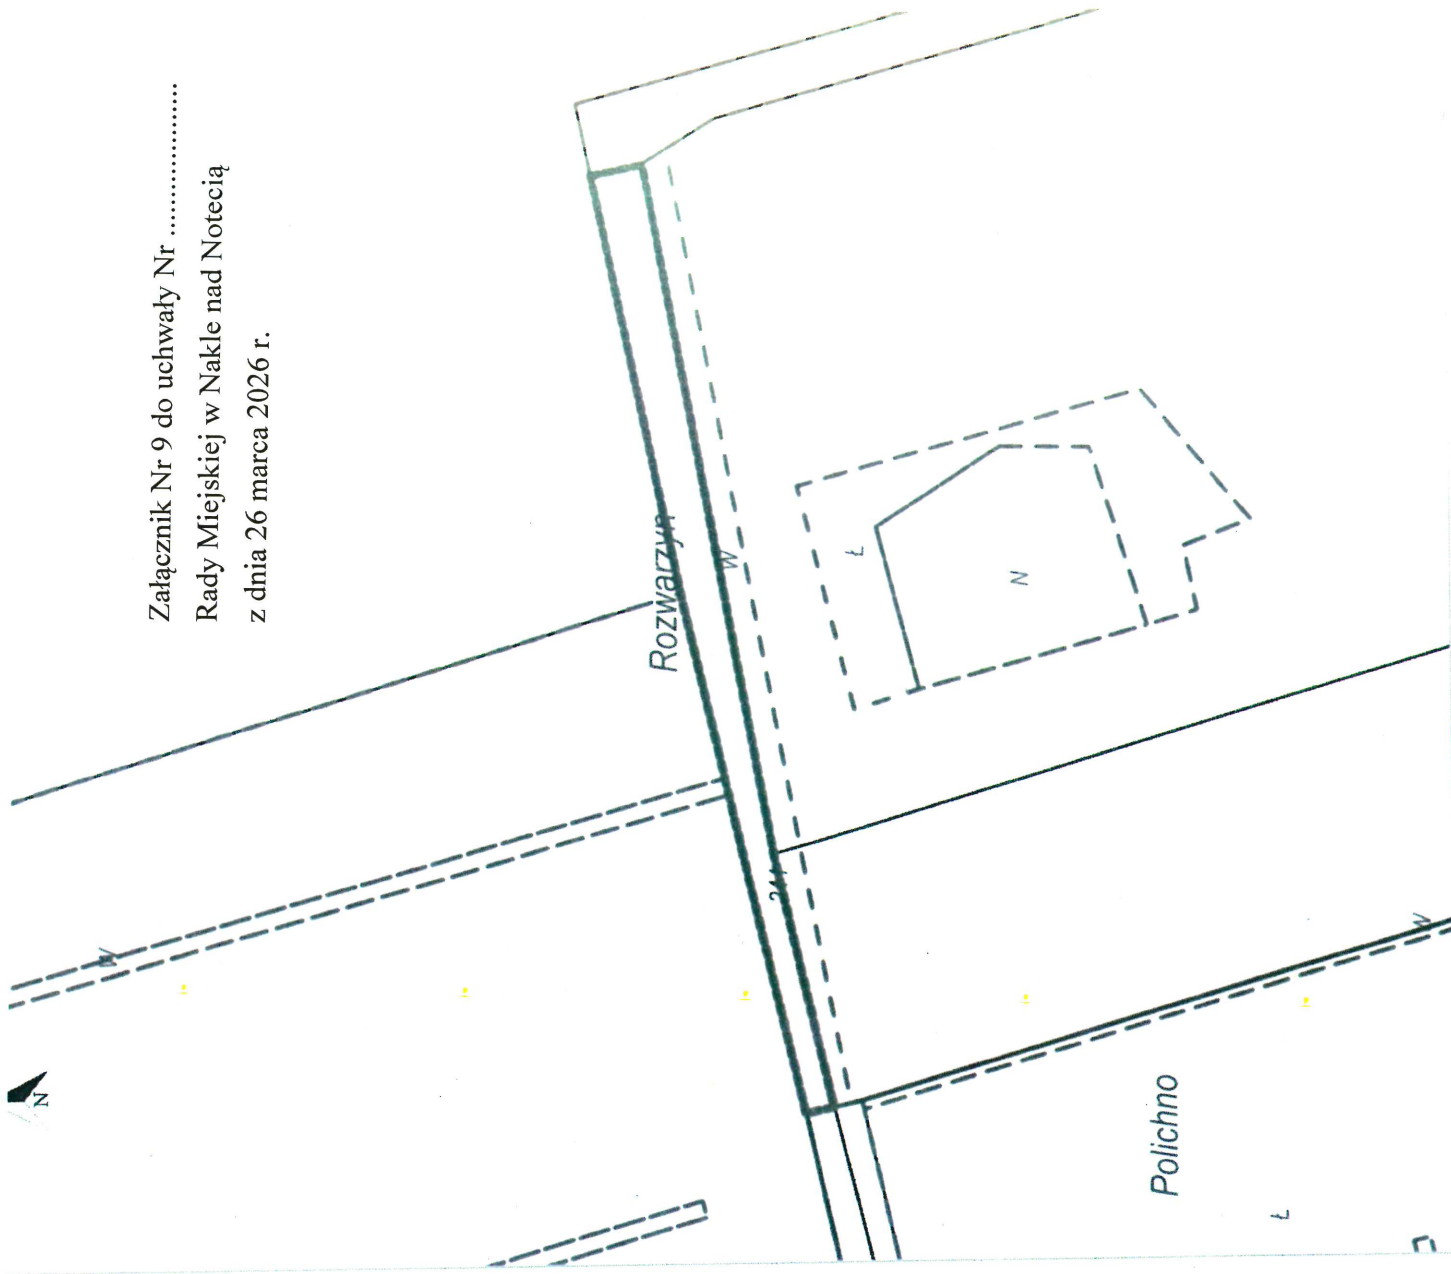 Załącznik Nr 9 do uchwały Nr ........................
Rady Miejskiej w Nakle nad Notecią
z dnia 26 marca 2026 r.
Rozwarzyn
W
Ł
N
W
W
N
Polichno
Ł